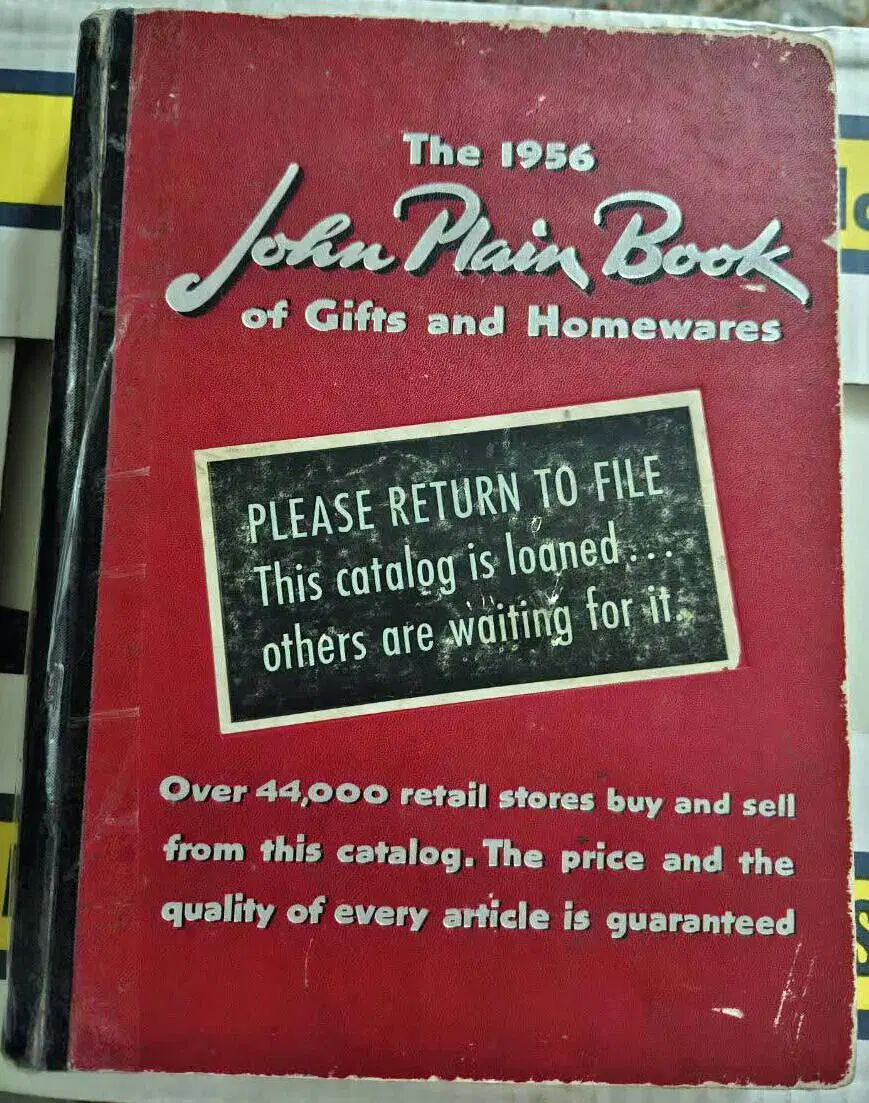 The 1956
John Plain Book
of Gifts and Homewares
PLEASE RETURN TO FILE
This catalog is loaned...
others are waiting for it.
Over 44,000 retail stores buy and sell
from this catalog. The price and the
quality of every article is guaranteed